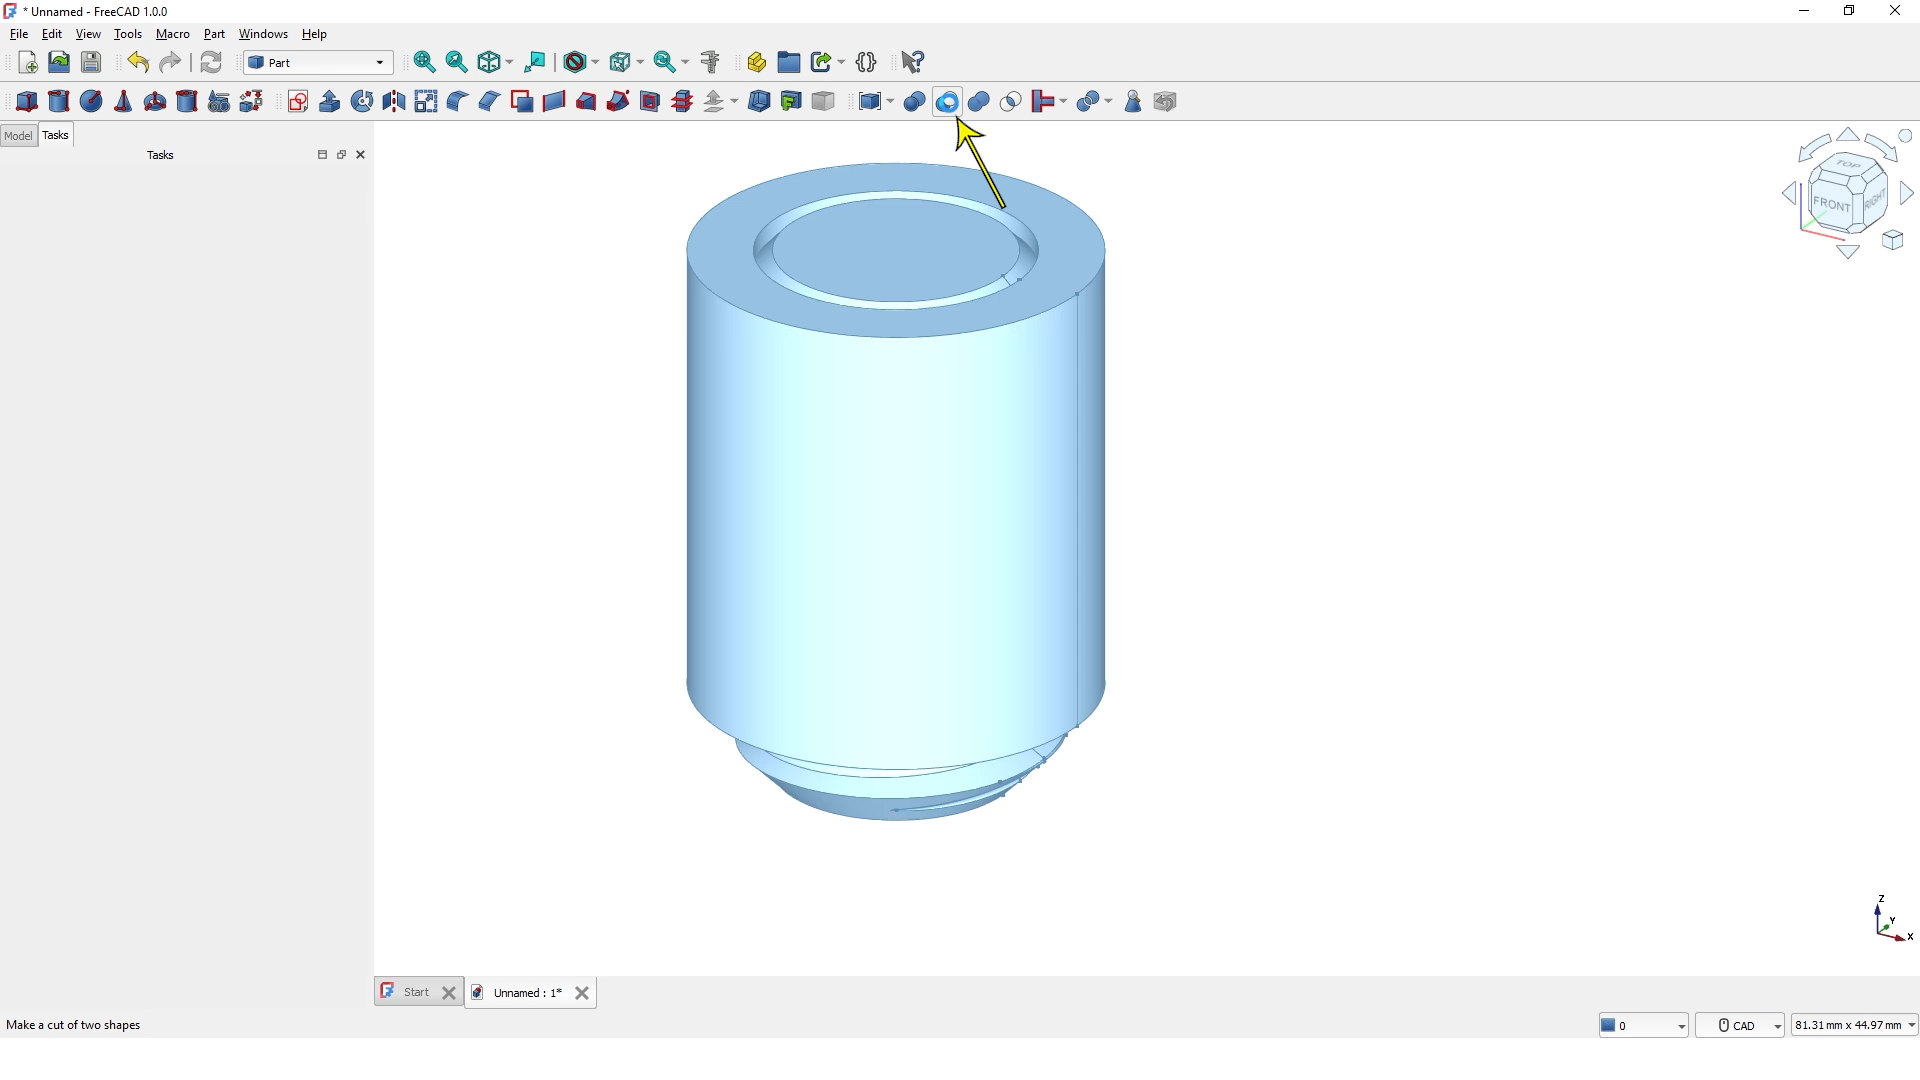 * Unnamed - FreeCAD 1.0.0
File Edit View Tools Macro Part Windows Help
Part
Model Tasks
Tasks
TOP
FRONT
RIGHT
Z
Y
X
Start
Unnamed : 1*
Make a cut of two shapes
0
CAD
81.31 mm x 44.97 mm